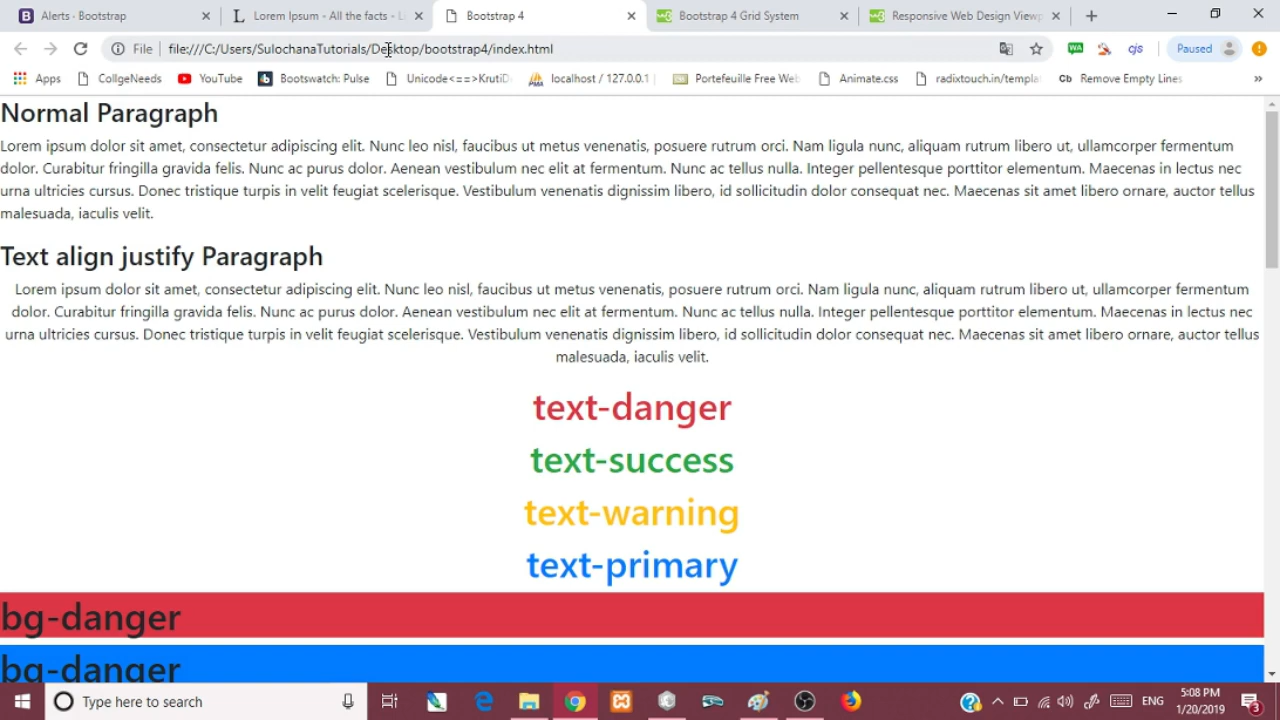 Alerts · Bootstrap
Lorem Ipsum - All the facts - Li
Bootstrap 4
Bootstrap 4 Grid System
Responsive Web Design Viewp
File
file:///C:/Users/SulochanaTutorials/Desktop/bootstrap4/index.html
Paused
Apps
CollgeNeeds
YouTube
Bootswatch: Pulse
Unicode<==>KrutiD
localhost / 127.0.0.1
Portefeuille Free Web
Animate.css
radixtouch.in/templa
Cb Remove Empty Lines
»
Normal Paragraph
Lorem ipsum dolor sit amet, consectetur adipiscing elit. Nunc leo nisl, faucibus ut metus venenatis, posuere rutrum orci. Nam ligula nunc, aliquam rutrum libero ut, ullamcorper fermentum
dolor. Curabitur fringilla gravida felis. Nunc ac purus dolor. Aenean vestibulum nec elit at fermentum. Nunc ac tellus nulla. Integer pellentesque porttitor elementum. Maecenas in lectus nec
urna ultricies cursus. Donec tristique turpis in velit feugiat scelerisque. Vestibulum venenatis dignissim libero, id sollicitudin dolor consequat nec. Maecenas sit amet libero ornare, auctor tellus
malesuada, iaculis velit.
Text align justify Paragraph
Lorem ipsum dolor sit amet, consectetur adipiscing elit. Nunc leo nisl, faucibus ut metus venenatis, posuere rutrum orci. Nam ligula nunc, aliquam rutrum libero ut, ullamcorper fermentum
dolor. Curabitur fringilla gravida felis. Nunc ac purus dolor. Aenean vestibulum nec elit at fermentum. Nunc ac tellus nulla. Integer pellentesque porttitor elementum. Maecenas in lectus nec
urna ultricies cursus. Donec tristique turpis in velit feugiat scelerisque. Vestibulum venenatis dignissim libero, id sollicitudin dolor consequat nec. Maecenas sit amet libero ornare, auctor tellus
malesuada, iaculis velit.
text-danger
text-success
text-warning
text-primary
bg-danger
bg-danger
Type here to search
ENG
5:08 PM
1/20/2019
3